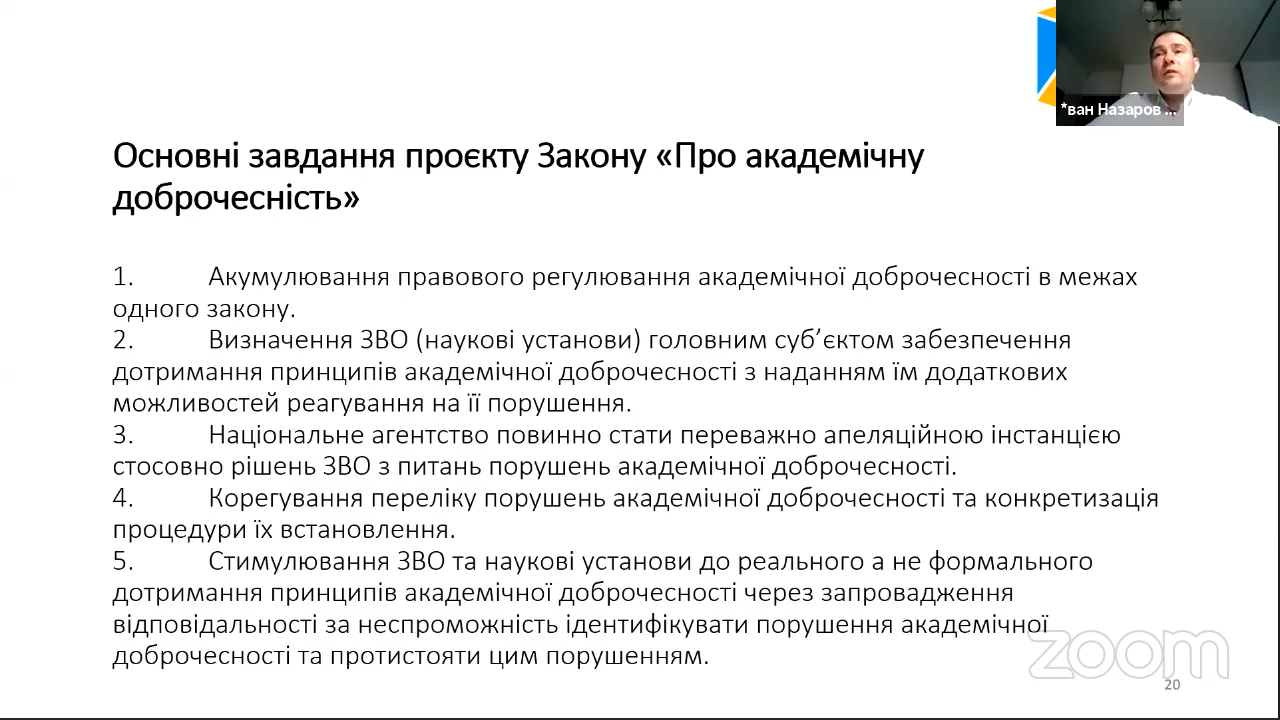 *ван Назаров ...
Основні завдання проєкту Закону «Про академічну
доброчесність»
1. Акумулювання правового регулювання академічної доброчесності в межах
одного закону.
2. Визначення ЗВО (наукові установи) головним суб’єктом забезпечення
дотримання принципів академічної доброчесності з наданням їм додаткових
можливостей реагування на її порушення.
3. Національне агентство повинно стати переважно апеляційною інстанцією
стосовно рішень ЗВО з питань порушень академічної доброчесності.
4. Корегування переліку порушень академічної доброчесності та конкретизація
процедури їх встановлення.
5. Стимулювання ЗВО та наукові установи до реального а не формального
дотримання принципів академічної доброчесності через запровадження
відповідальності за неспроможність ідентифікувати порушення академічної
доброчесності та протистояти цим порушенням.
zoom
20